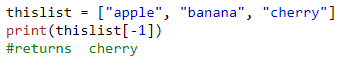 thislist = ["apple", "banana", "cherry"]
print(thislist[-1])
#returns  cherry